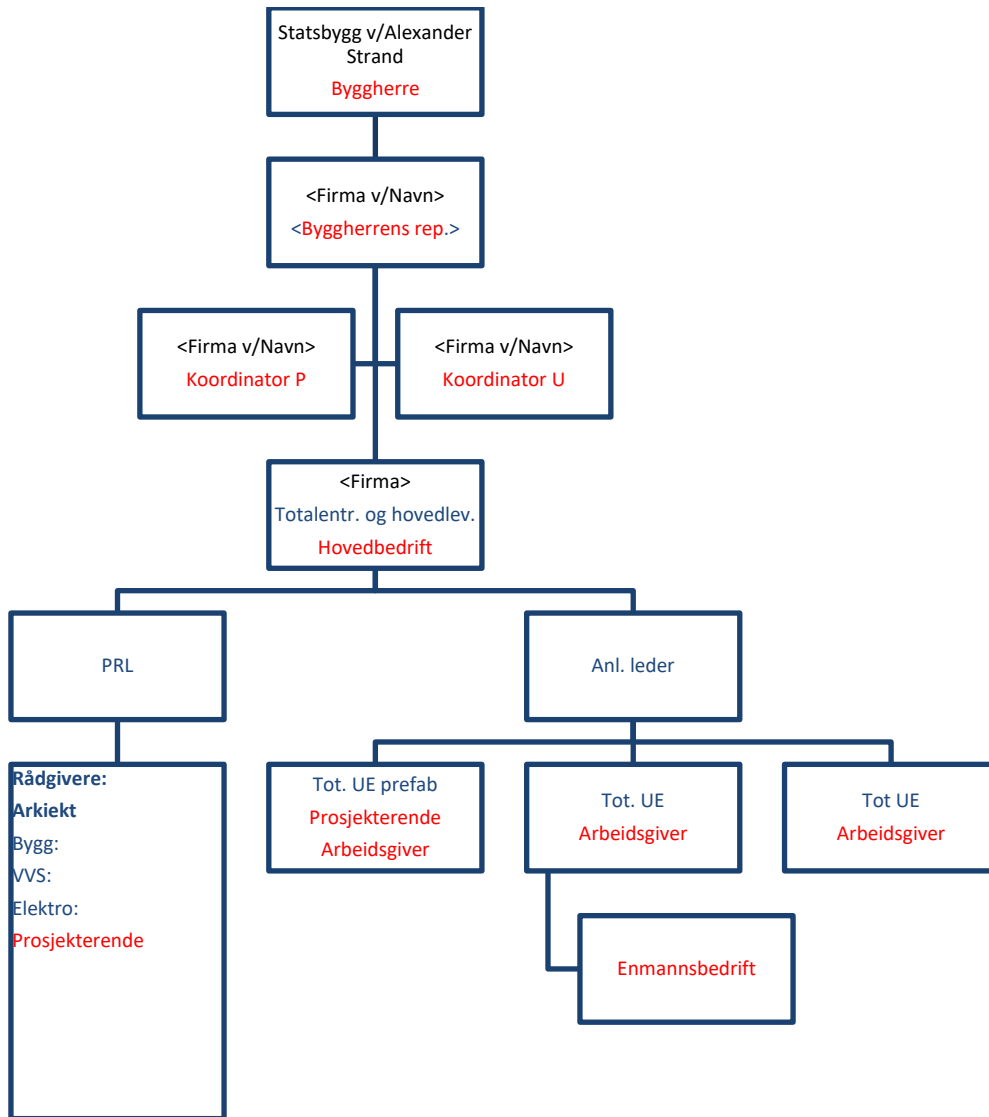 Statsbygg v/Alexander
Strand
Byggherre
<Firma v/Navn>
<Byggherrens rep.>
<Firma v/Navn>
Koordinator P
<Firma v/Navn>
Koordinator U
<Firma>
Totalentr. og hovedlev.
Hovedbedrift
PRL
Anl. leder
Rådgivere:
Arkiekt
Bygg:
VVS:
Elektro:
Prosjekterende
Tot. UE prefab
Prosjekterende
Arbeidsgiver
Tot. UE
Arbeidsgiver
Tot UE
Arbeidsgiver
Enmannsbedrift